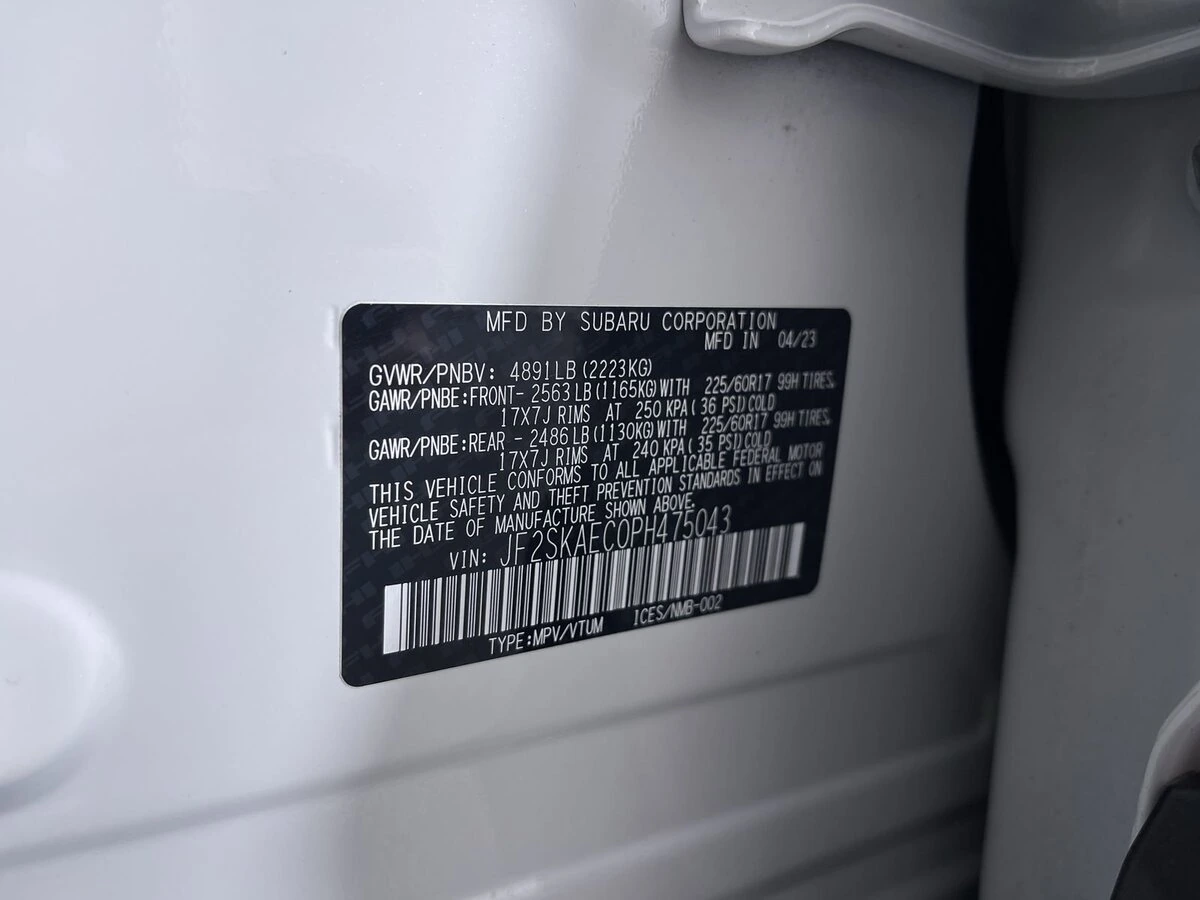 MFD BY SUBARU CORPORATION
MFD IN 04/23
GVWR/PNBV: 4891LB(2223KG)
GAWR/PNBE:FRONT- 2563LB(1165KG)WITH 225/60R17 99H TIRES,
17X7J RIMS AT 250 KPA( 36 PSI)COLD
GAWR/PNBE:REAR - 2486LB(1130KG)WITH 225/60R17 99H TIRES,
17X7J RIMS AT 240 KPA( 35 PSI)COLD
THIS VEHICLE CONFORMS TO ALL APPLICABLE FEDERAL MOTOR
VEHICLE SAFETY AND THEFT PREVENTION STANDARDS IN EFFECT ON
THE DATE OF MANUFACTURE SHOWN ABOVE.
VIN: JF2SKAEC0PH475043
TYPE:MPV/VTUM ICES/NMB-002